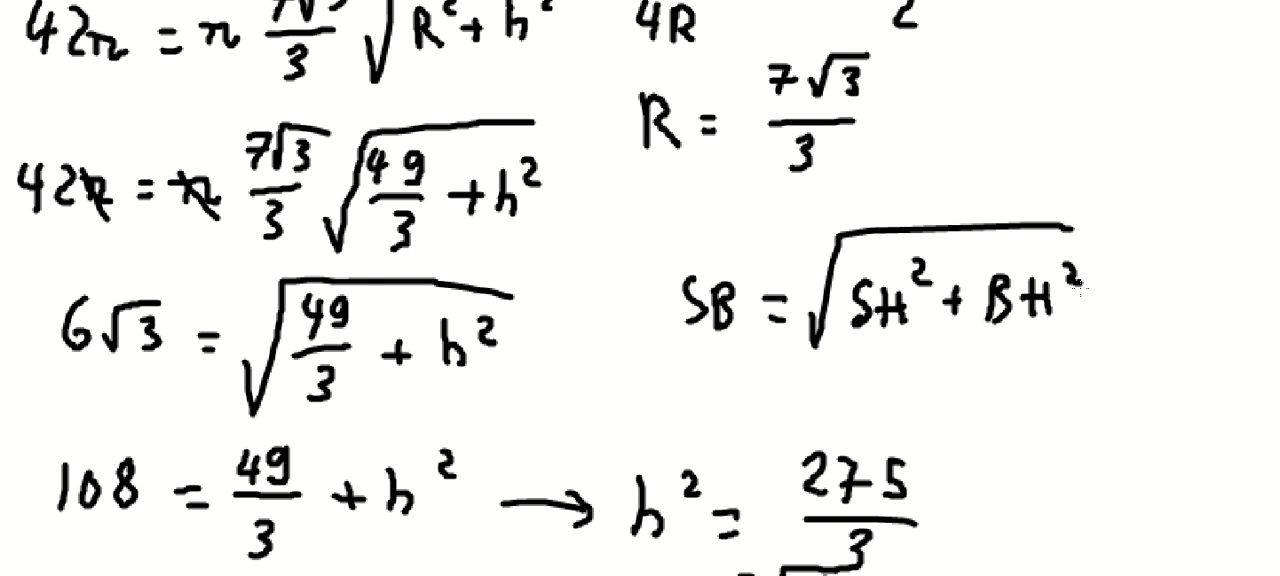 42π = π 7√3/3 √(R² + h²)
4R 2
R = 7√3/3
42π = π 7√3/3 √(49/3 + h²)
SB = √(SH² + BH²)
6√3 = √(49/3 + h²)
108 = 49/3 + h² → h² = 275/3